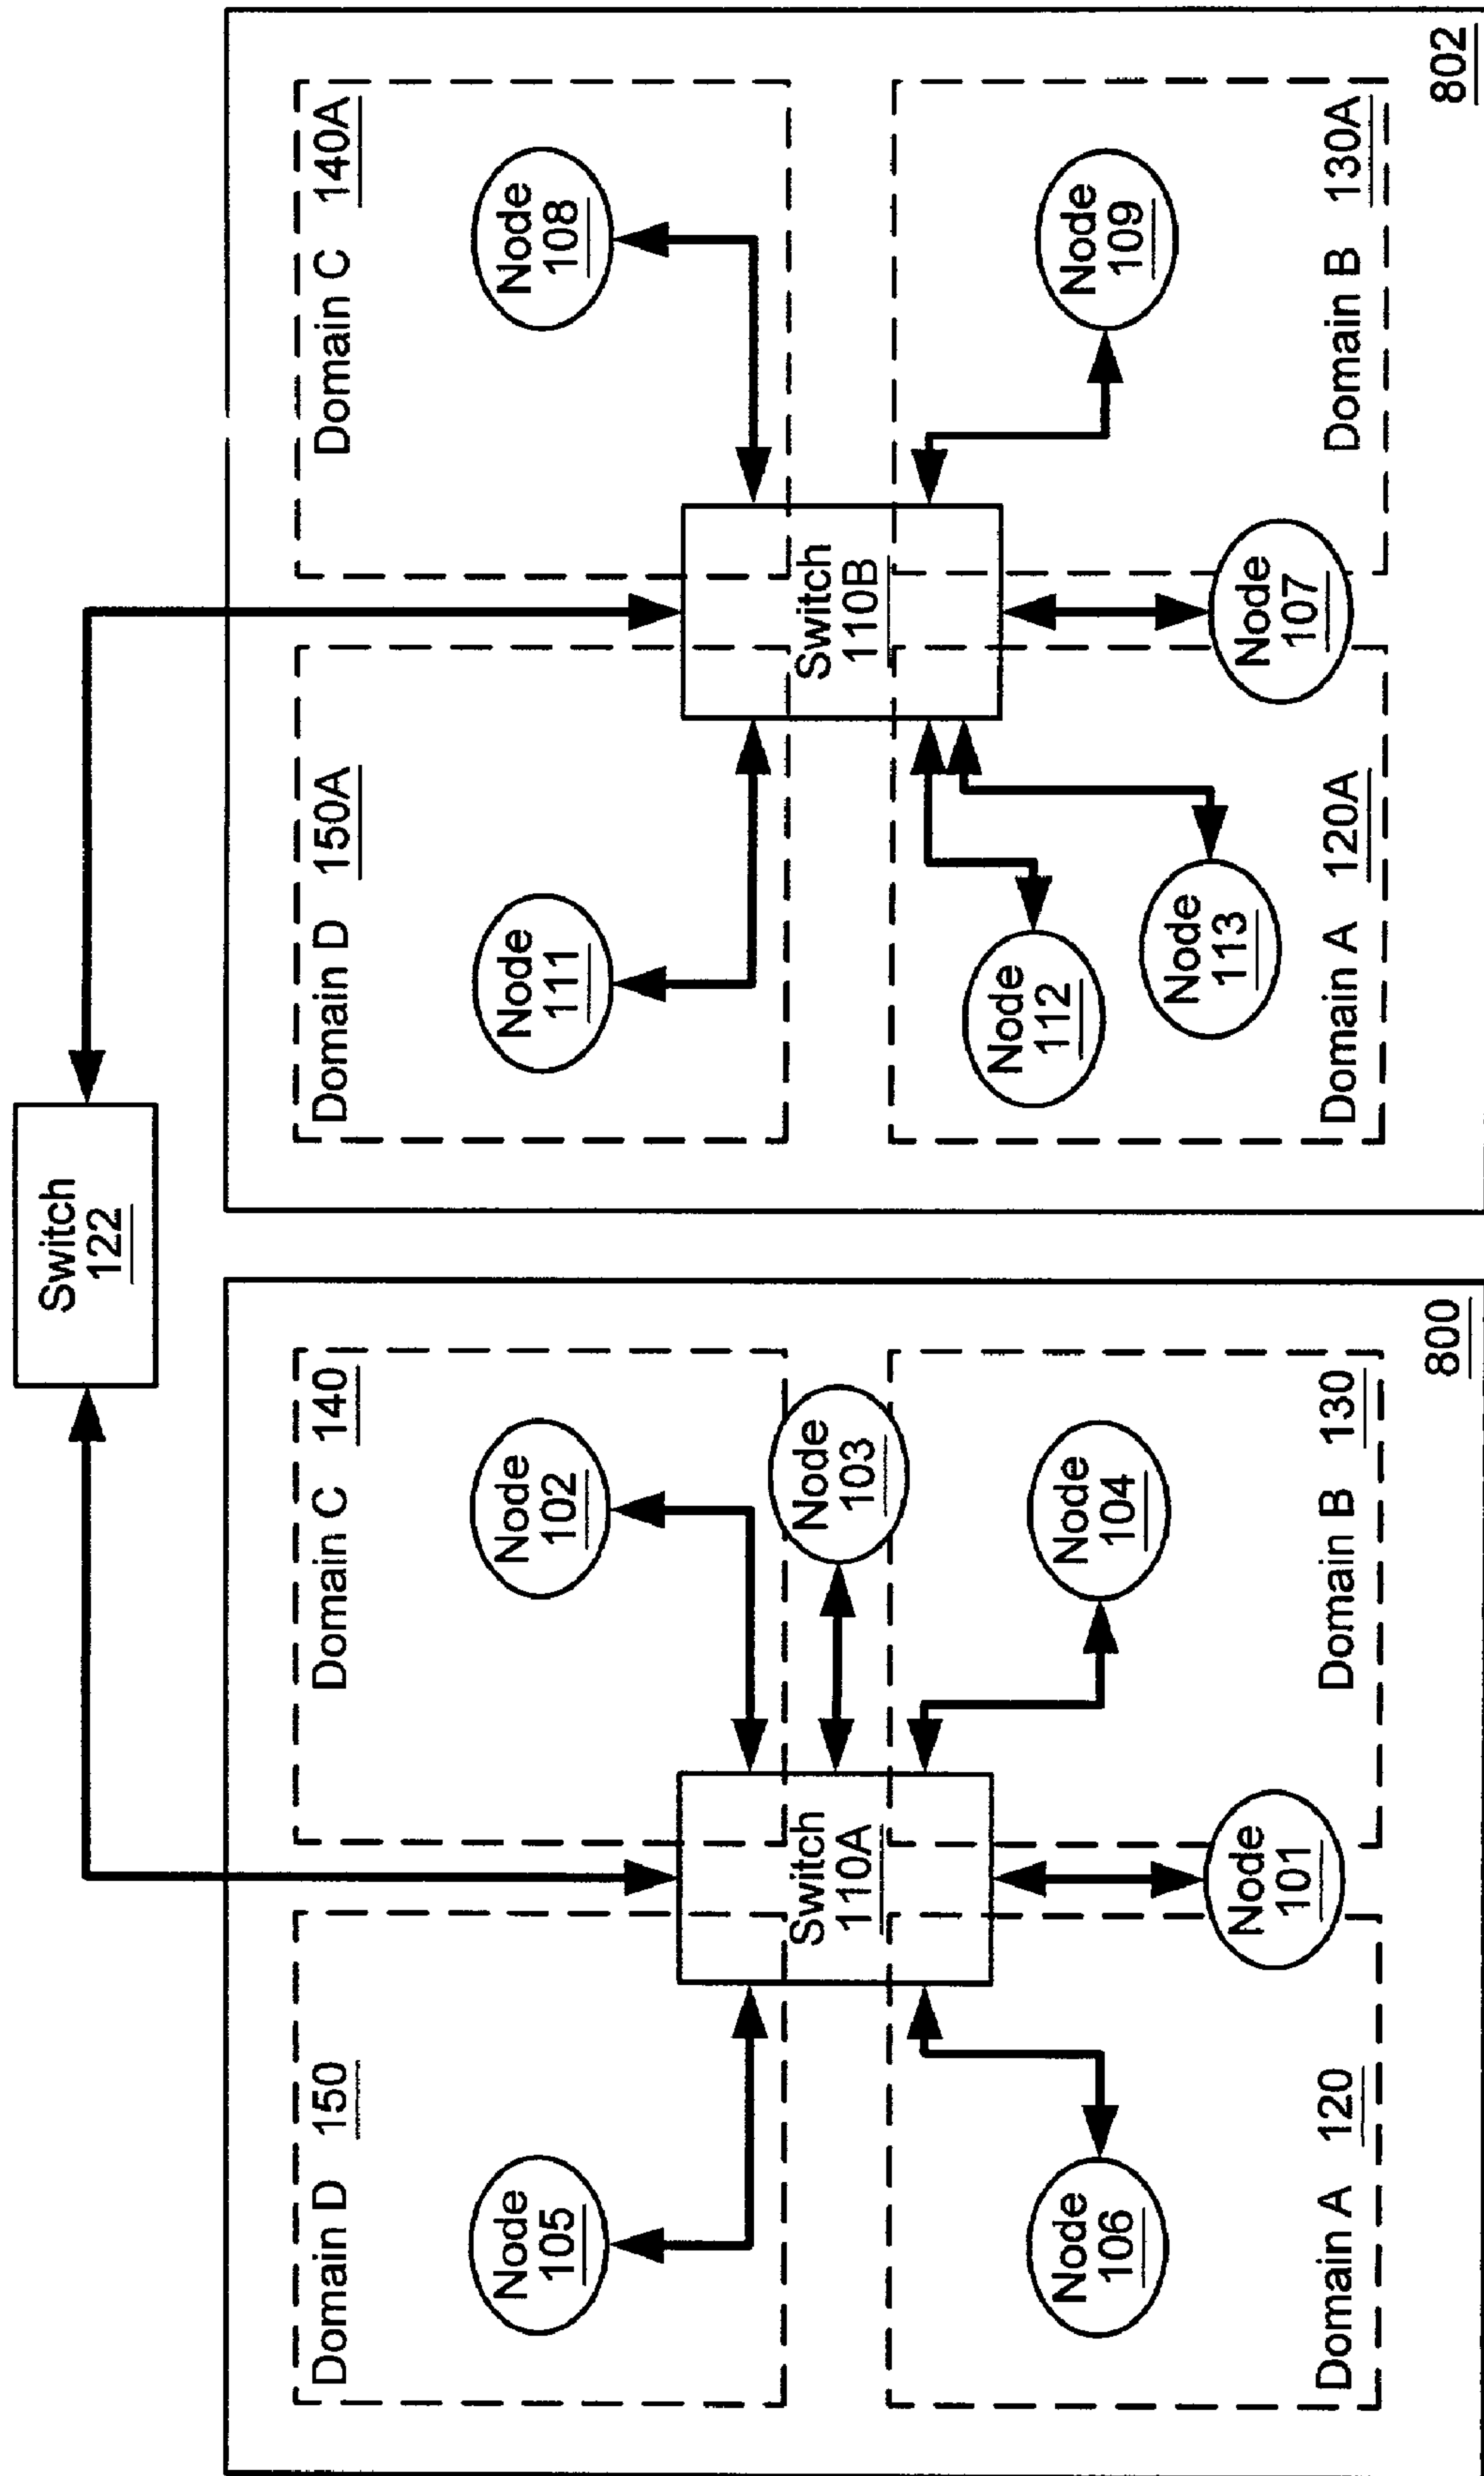 Switch
122
Domain D 150
Domain C 140
Node
105
Node
102
Switch
110A
Node
103
Node
106
Node
104
Node
101
Domain A 120
Domain B 130
800
Domain D 150A
Domain C 140A
Node
111
Node
108
Switch
110B
Node
112
Node
113
Node
109
Node
107
Domain A 120A
Domain B 130A
802